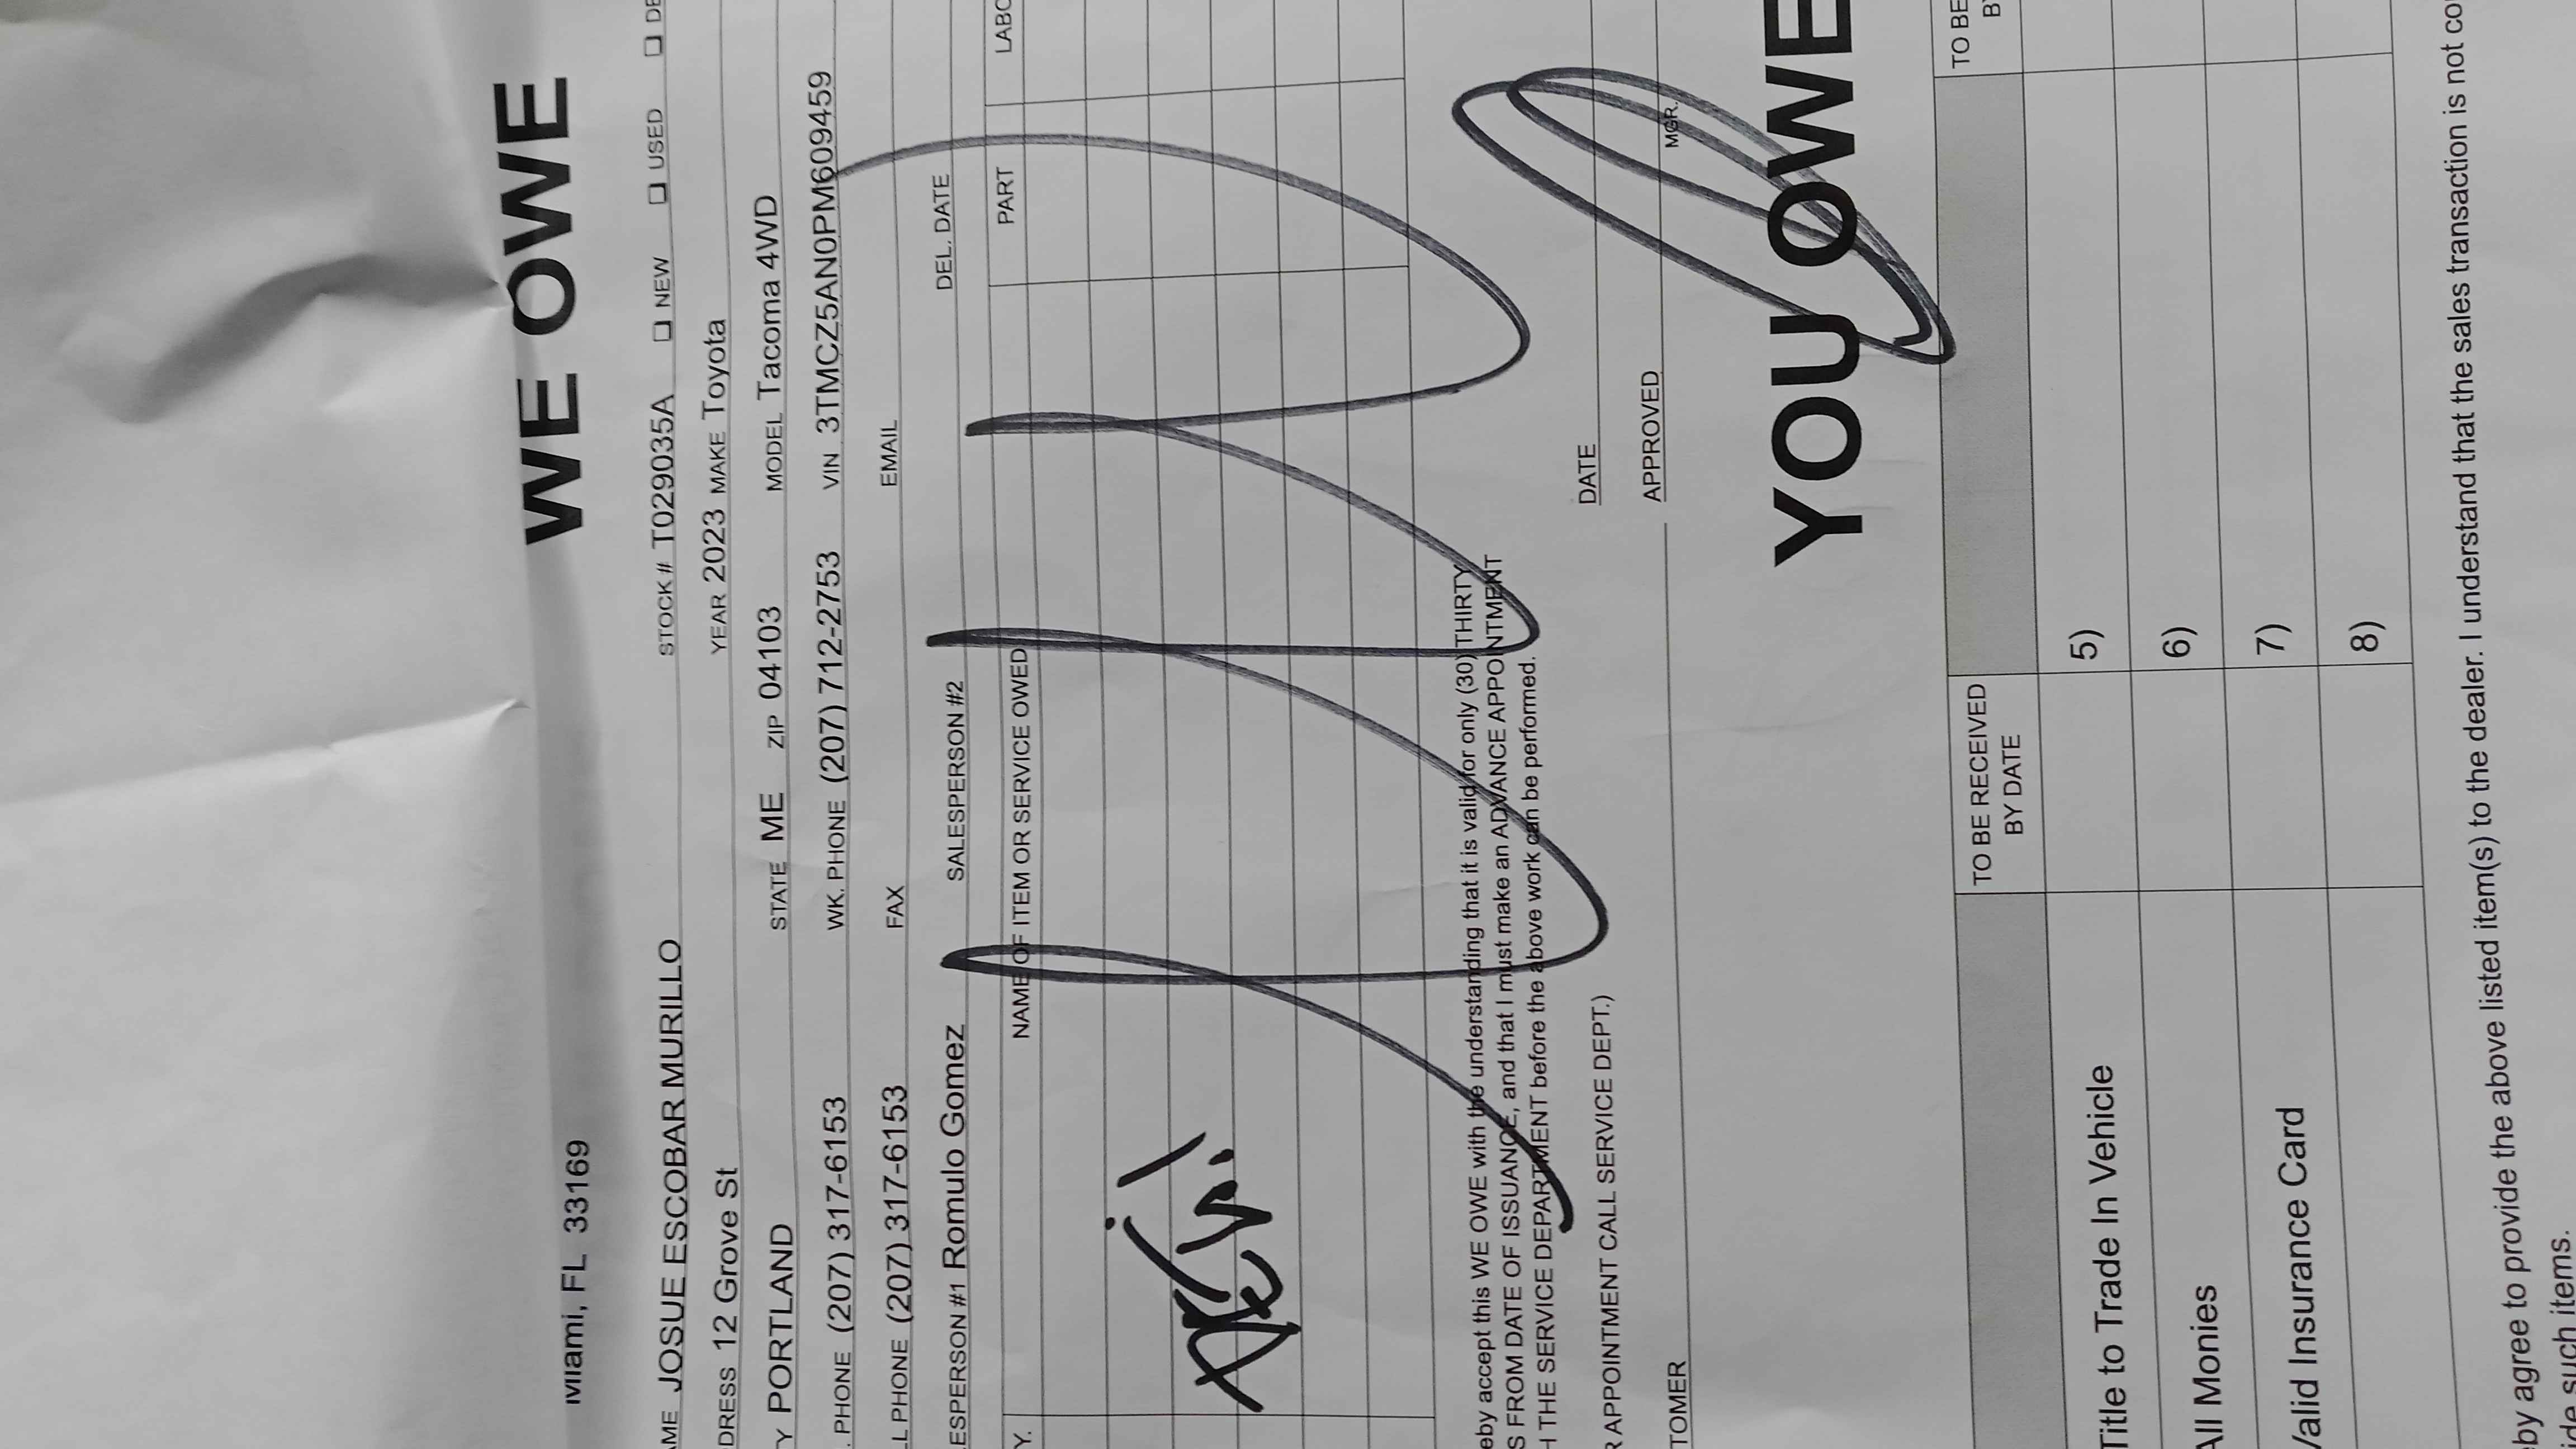 Miami, FL 33169
WE OWE
AME JOSUE ESCOBAR MURILLO STOCK # T029035A ❑ NEW ❑ USED ❑ DE
DRESS 12 Grove St YEAR 2023 MAKE Toyota
Y PORTLAND STATE ME ZIP 04103 MODEL Tacoma 4WD
. PHONE (207) 317-6153 WK. PHONE (207) 712-2753 VIN 3TMCZ5AN0PM609459
LL PHONE (207) 317-6153 FAX EMAIL
ESPERSON #1 Romulo Gomez SALESPERSON #2 DEL. DATE
Y. NAME OF ITEM OR SERVICE OWED PART LABO
eby accept this WE OWE with the understanding that it is valid for only (30) THIRTY
S FROM DATE OF ISSUANCE, and that I must make an ADVANCE APPOINTMENT
H THE SERVICE DEPARTMENT before the above work can be performed.
R APPOINTMENT CALL SERVICE DEPT.) DATE
TOMER APPROVED MGR.
YOU OWE
TO BE RECEIVED TO BE
BY DATE B
Title to Trade In Vehicle 5)
All Monies 6)
Valid Insurance Card 7)
8)
by agree to provide the above listed item(s) to the dealer. I understand that the sales transaction is not co
de such items.